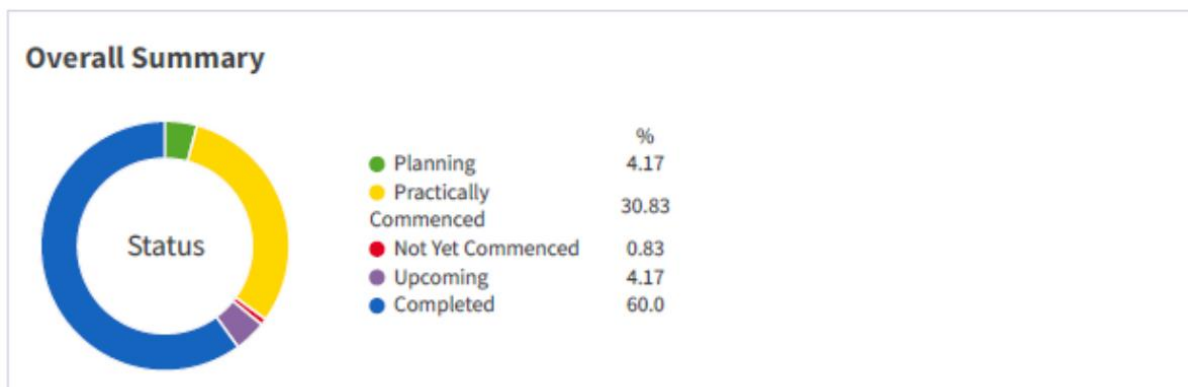 Overall Summary
Status
%
Planning 4.17
Practically
Commenced 30.83
Not Yet Commenced 0.83
Upcoming 4.17
Completed 60.0